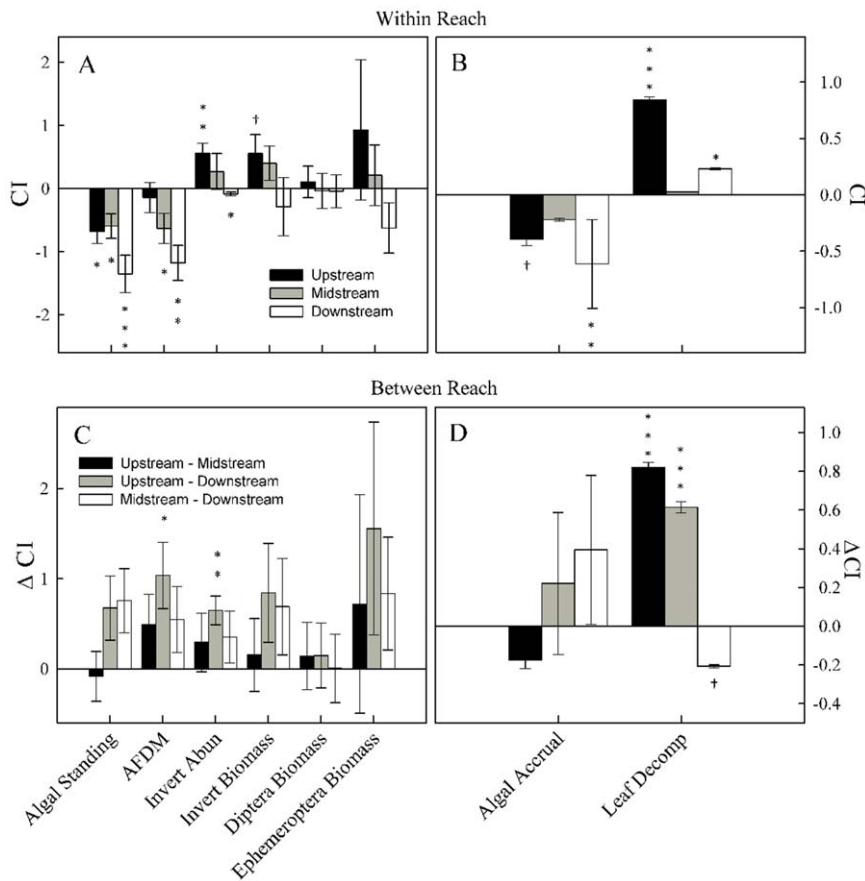 Within Reach
A
B
2
1
0
-1
-2
CI
* *
†
*
*
*
*
* * *
* *
Upstream
Midstream
Downstream
* * *
*
†
* *
1.0
0.5
0.0
-0.5
-1.0
CI
Between Reach
C
D
Upstream - Midstream
Upstream - Downstream
Midstream - Downstream
2
1
0
Δ CI
*
* *
* * *
* * *
†
1.0
0.8
0.6
0.4
0.2
0.0
-0.2
-0.4
Δ CI
Algal Standing
AFDM
Invert Abun
Invert Biomass
Diptera Biomass
Ephemeroptera Biomass
Algal Accrual
Leaf Decomp